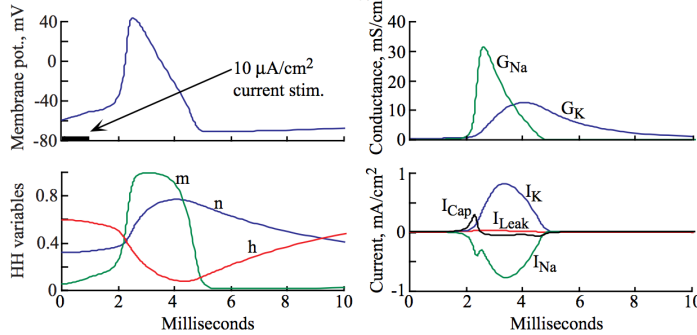 Membrane pot., mV
40
0
-40
-80
10 μA/cm2
current stim.
Conductance, mS/cm
40
30
20
10
0
GNa
GK
HH variables
0.8
0.4
0
m
n
h
0 2 4 6 8 10
Milliseconds
Current, mA/cm2
1
0
-1
ICap
IK
ILeak
INa
0 2 4 6 8 10
Milliseconds